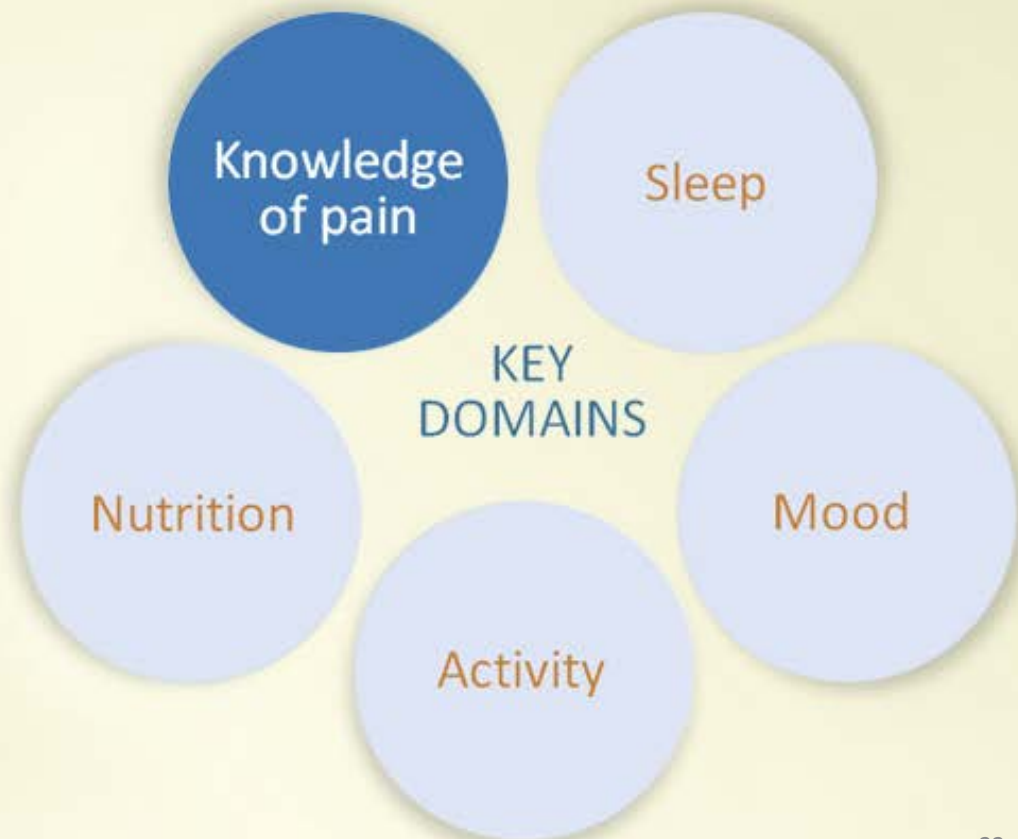 Knowledge
of pain
Sleep
KEY
DOMAINS
Nutrition
Mood
Activity